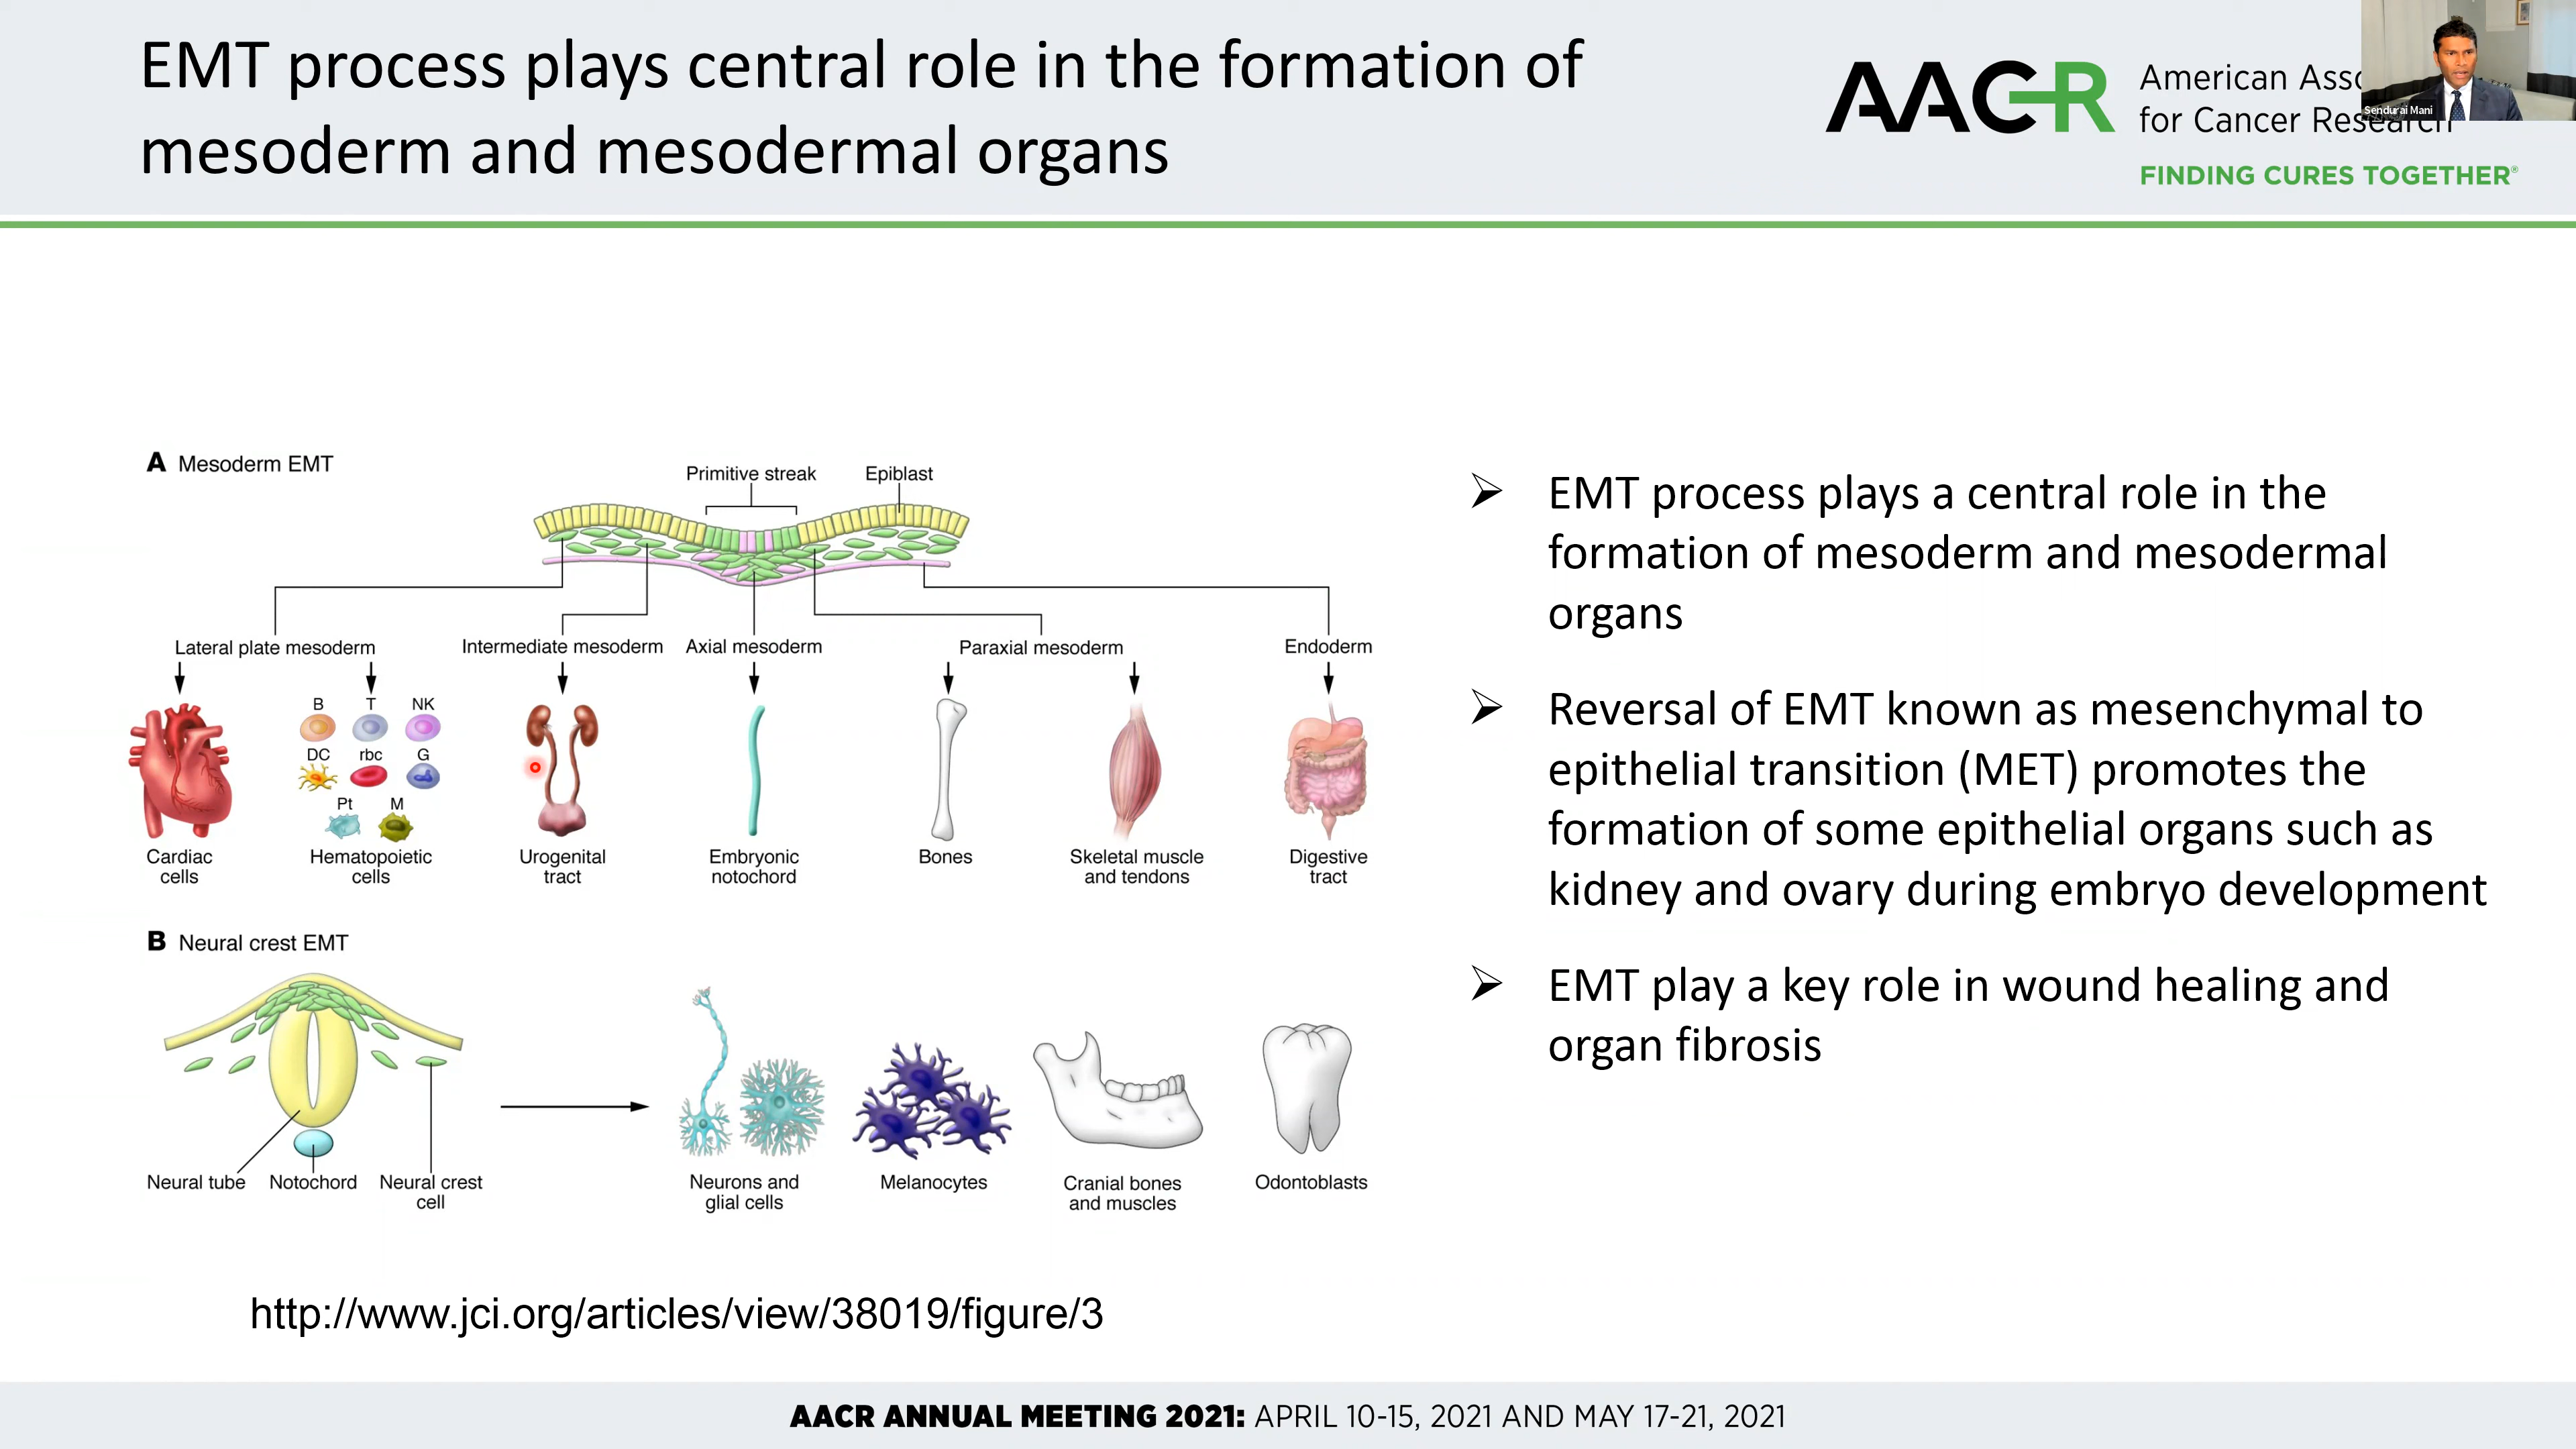 EMT process plays central role in the formation of
mesoderm and mesodermal organs
AACR
American Asso
for Cancer Research
FINDING CURES TOGETHER®
Sendurai Mani
A Mesoderm EMT
Primitive streak
Epiblast
Lateral plate mesoderm
Intermediate mesoderm
Axial mesoderm
Paraxial mesoderm
Endoderm
B T NK
DC rbc G
Pt M
Cardiac
cells
Hematopoietic
cells
Urogenital
tract
Embryonic
notochord
Bones
Skeletal muscle
and tendons
Digestive
tract
B Neural crest EMT
Neural tube
Notochord
Neural crest
cell
Neurons and
glial cells
Melanocytes
Cranial bones
and muscles
Odontoblasts
http://www.jci.org/articles/view/38019/figure/3
➢ EMT process plays a central role in the
formation of mesoderm and mesodermal
organs
➢ Reversal of EMT known as mesenchymal to
epithelial transition (MET) promotes the
formation of some epithelial organs such as
kidney and ovary during embryo development
➢ EMT play a key role in wound healing and
organ fibrosis
AACR ANNUAL MEETING 2021: APRIL 10-15, 2021 AND MAY 17-21, 2021